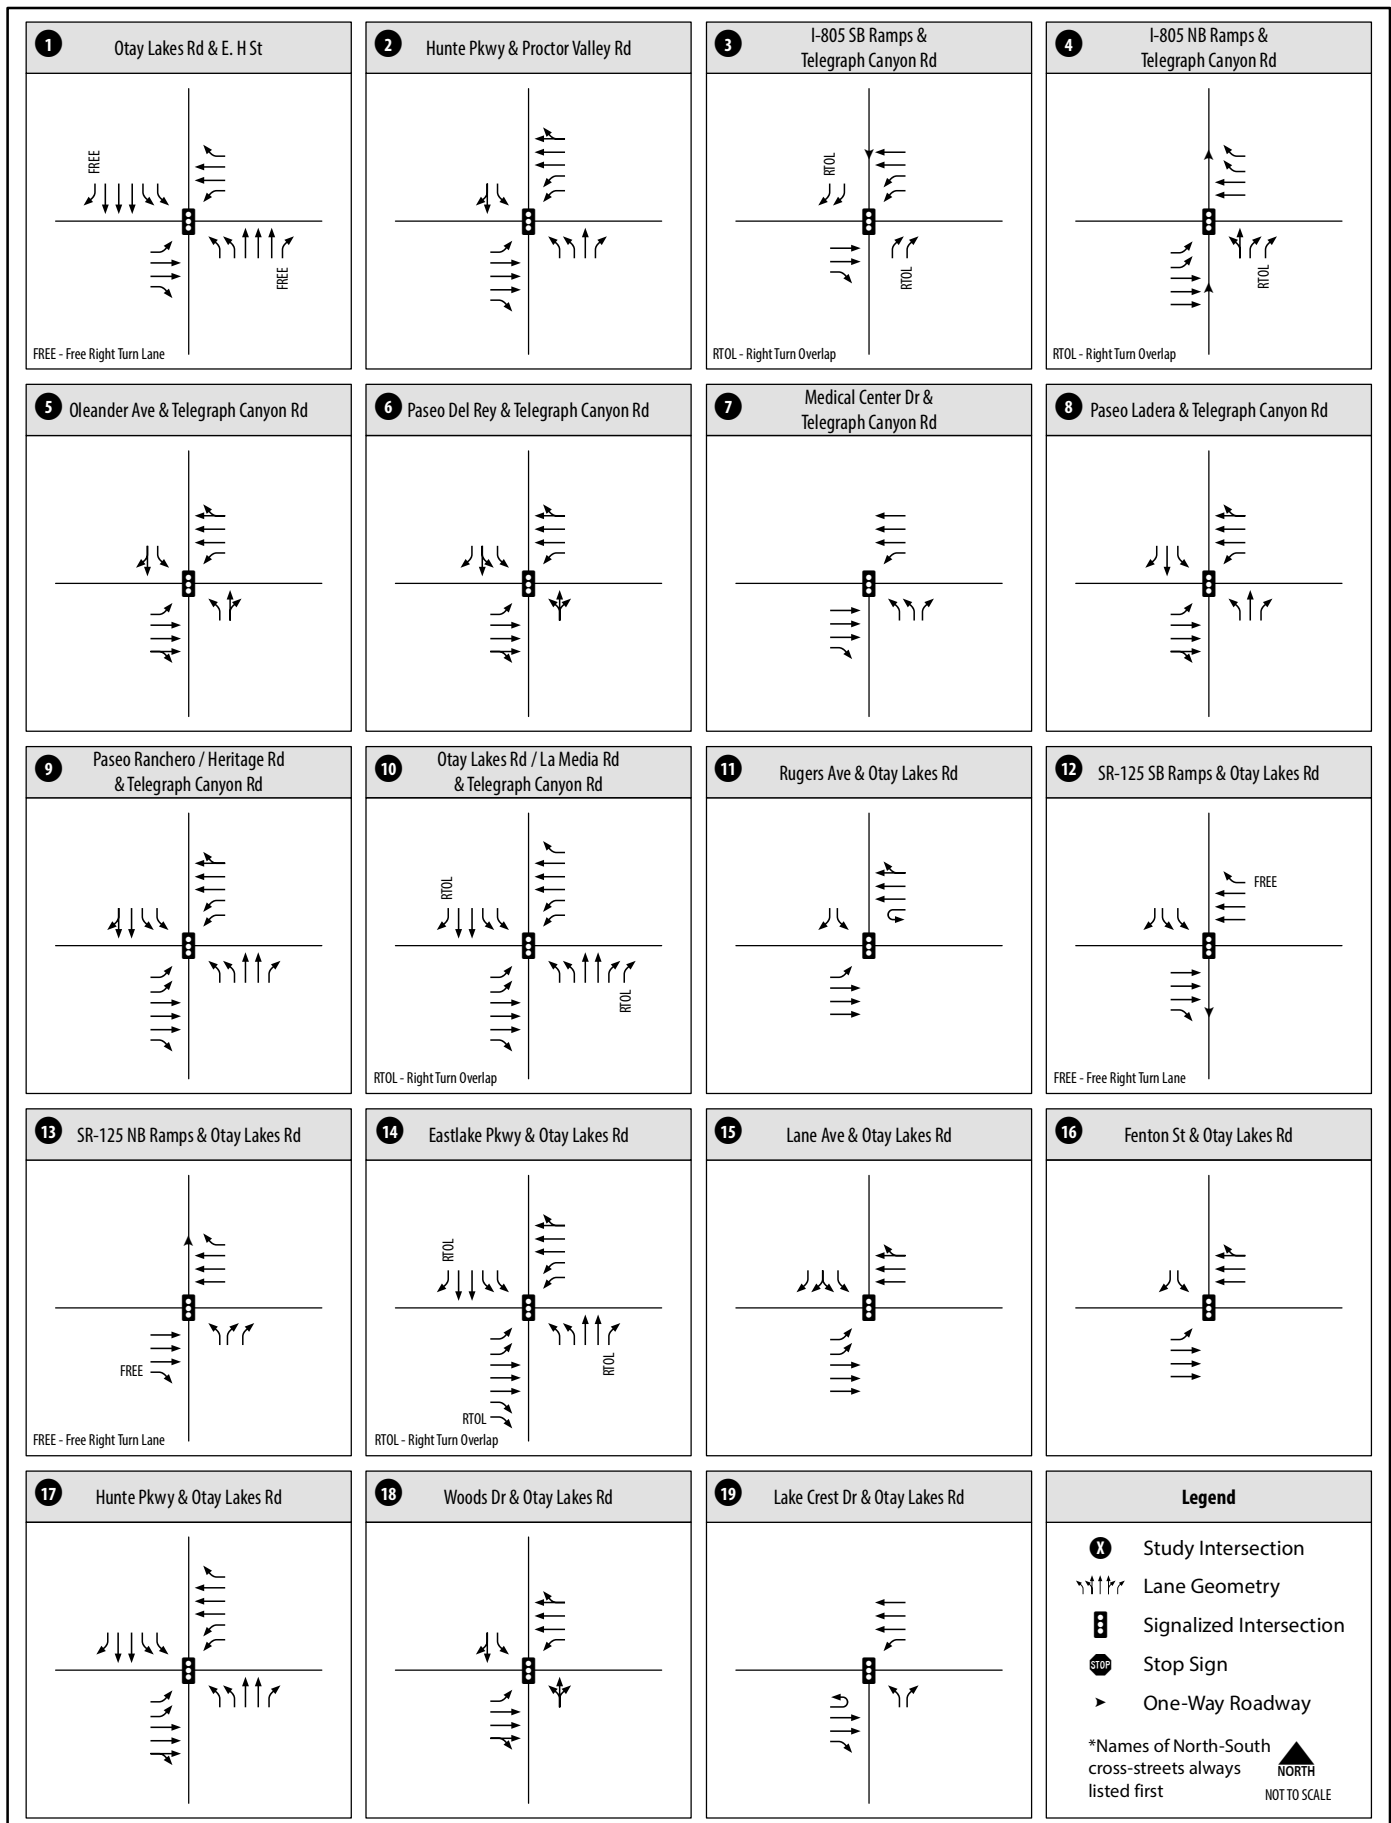 1
Otay Lakes Rd & E. H St
FREE
FREE
FREE - Free Right Turn Lane
2
Hunte Pkwy & Proctor Valley Rd
3
I-805 SB Ramps &
Telegraph Canyon Rd
RTOL
RTOL
RTOL - Right Turn Overlap
4
I-805 NB Ramps &
Telegraph Canyon Rd
RTOL
RTOL - Right Turn Overlap
5
Oleander Ave & Telegraph Canyon Rd
6
Paseo Del Rey & Telegraph Canyon Rd
7
Medical Center Dr &
Telegraph Canyon Rd
8
Paseo Ladera & Telegraph Canyon Rd
9
Paseo Ranchero / Heritage Rd
& Telegraph Canyon Rd
10
Otay Lakes Rd / La Media Rd
& Telegraph Canyon Rd
RTOL
RTOL
RTOL - Right Turn Overlap
11
Rugers Ave & Otay Lakes Rd
12
SR-125 SB Ramps & Otay Lakes Rd
FREE
FREE - Free Right Turn Lane
13
SR-125 NB Ramps & Otay Lakes Rd
FREE
FREE - Free Right Turn Lane
14
Eastlake Pkwy & Otay Lakes Rd
RTOL
RTOL
RTOL
RTOL - Right Turn Overlap
15
Lane Ave & Otay Lakes Rd
16
Fenton St & Otay Lakes Rd
17
Hunte Pkwy & Otay Lakes Rd
18
Woods Dr & Otay Lakes Rd
19
Lake Crest Dr & Otay Lakes Rd
Legend
X Study Intersection
Lane Geometry
Signalized Intersection
STOP Stop Sign
One-Way Roadway
*Names of North-South
cross-streets always
listed first
NORTH
NOT TO SCALE